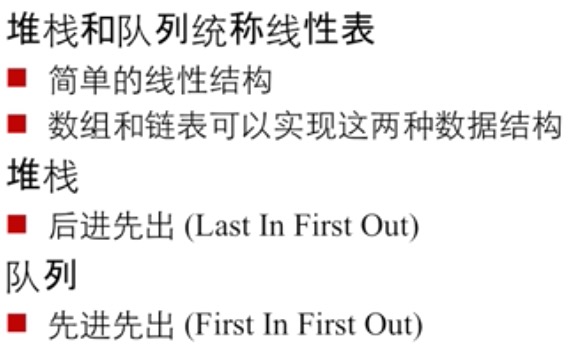 堆栈和队列统称线性表
简单的线性结构
数组和链表可以实现这两种数据结构
堆栈
后进先出 (Last In First Out)
队列
先进先出 (First In First Out)